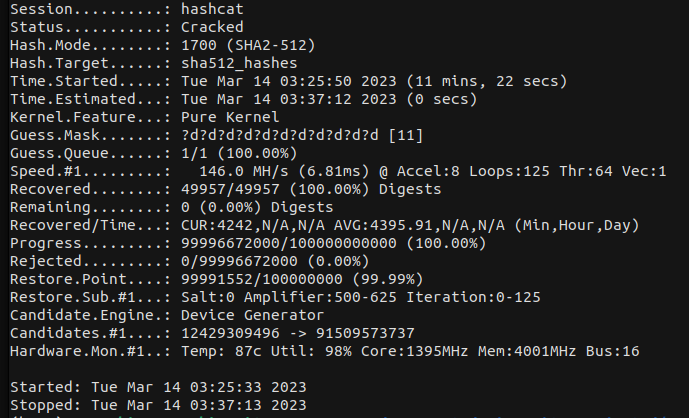 Session..........: hashcat
Status...........: Cracked
Hash.Mode........: 1700 (SHA2-512)
Hash.Target......: sha512_hashes
Time.Started.....: Tue Mar 14 03:25:50 2023 (11 mins, 22 secs)
Time.Estimated...: Tue Mar 14 03:37:12 2023 (0 secs)
Kernel.Feature...: Pure Kernel
Guess.Mask.......: ?d?d?d?d?d?d?d?d?d?d?d [11]
Guess.Queue......: 1/1 (100.00%)
Speed.#1.........:   146.0 MH/s (6.81ms) @ Accel:8 Loops:125 Thr:64 Vec:1
Recovered........: 49957/49957 (100.00%) Digests
Remaining........: 0 (0.00%) Digests
Recovered/Time...: CUR:4242,N/A,N/A AVG:4395.91,N/A,N/A (Min,Hour,Day)
Progress.........: 99996672000/100000000000 (100.00%)
Rejected.........: 0/99996672000 (0.00%)
Restore.Point....: 99991552/100000000 (99.99%)
Restore.Sub.#1...: Salt:0 Amplifier:500-625 Iteration:0-125
Candidate.Engine.: Device Generator
Candidates.#1....: 12429309496 -> 91509573737
Hardware.Mon.#1..: Temp: 87c Util: 98% Core:1395MHz Mem:4001MHz Bus:16
Started: Tue Mar 14 03:25:33 2023
Stopped: Tue Mar 14 03:37:13 2023